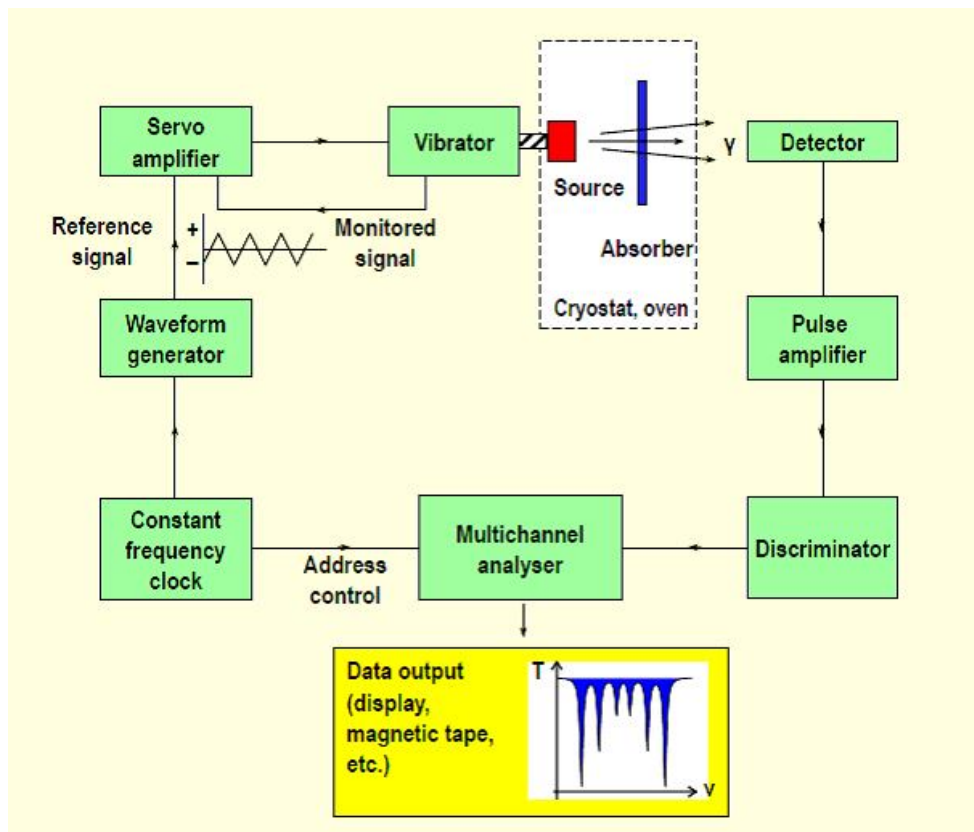 Servo
amplifier
Vibrator
Source
Absorber
Cryostat, oven
γ
Detector
Reference
signal
+
−
Monitored
signal
Waveform
generator
Pulse
amplifier
Constant
frequency
clock
Address
control
Multichannel
analyser
Discriminator
Data output
(display,
magnetic tape,
etc.)
T
v